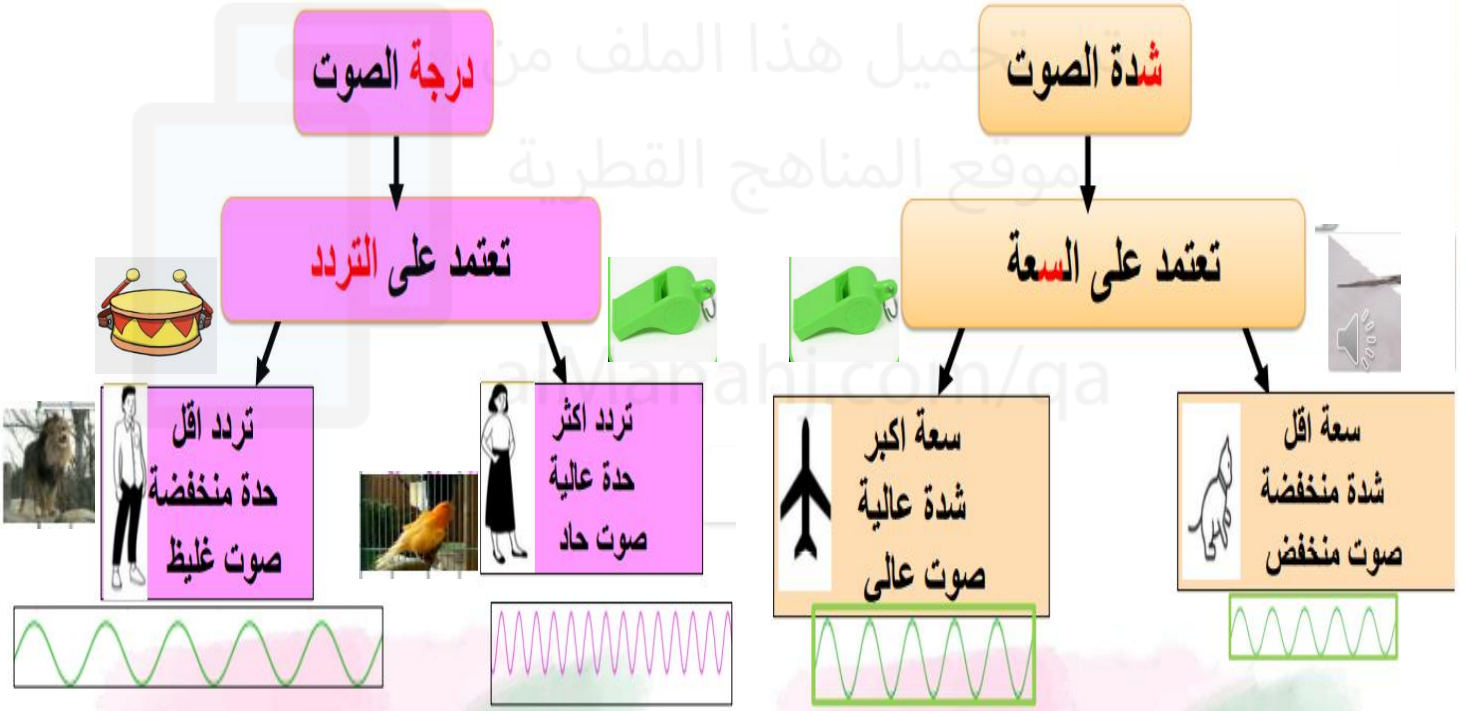 تحميل هذا الملف من
موقع المناهج القطرية
alManahj.com/qa
شدة الصوت
تعتمد على السعة
سعة اقل
شدة منخفضة
صوت منخفض
سعة اكبر
شدة عالية
صوت عالى
درجة الصوت
تعتمد على التردد
تردد اكثر
حدة عالية
صوت حاد
تردد اقل
حدة منخفضة
صوت غليظ